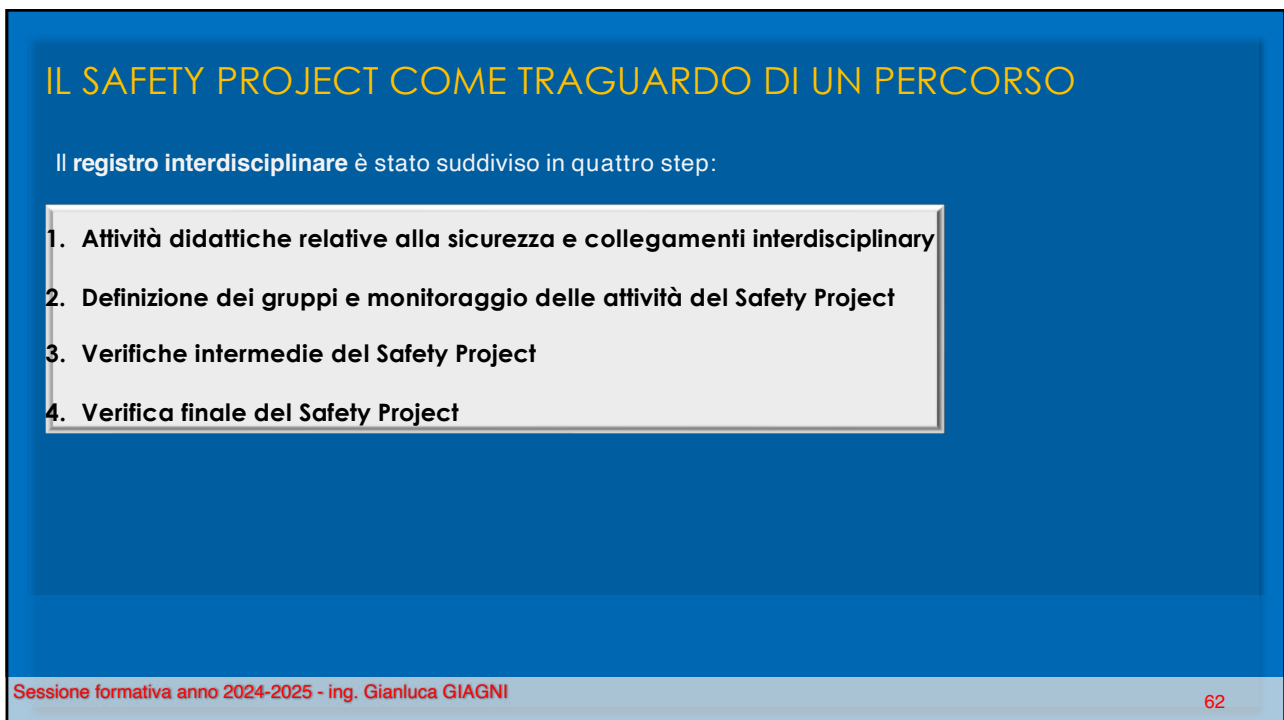 IL SAFETY PROJECT COME TRAGUARDO DI UN PERCORSO
Il registro interdisciplinare è stato suddiviso in quattro step:
1. Attività didattiche relative alla sicurezza e collegamenti interdisciplinary
2. Definizione dei gruppi e monitoraggio delle attività del Safety Project
3. Verifiche intermedie del Safety Project
4. Verifica finale del Safety Project
Sessione formativa anno 2024-2025 - ing. Gianluca GIAGNI
62